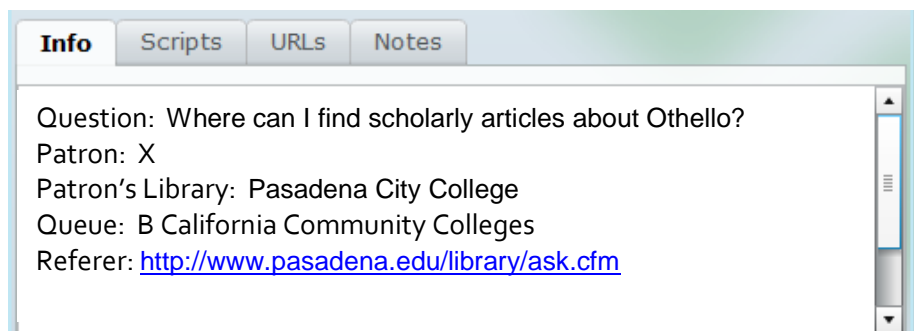 Info Scripts URLs Notes
Question: Where can I find scholarly articles about Othello?
Patron: X
Patron's Library: Pasadena City College
Queue: B California Community Colleges
Referer: http://www.pasadena.edu/library/ask.cfm